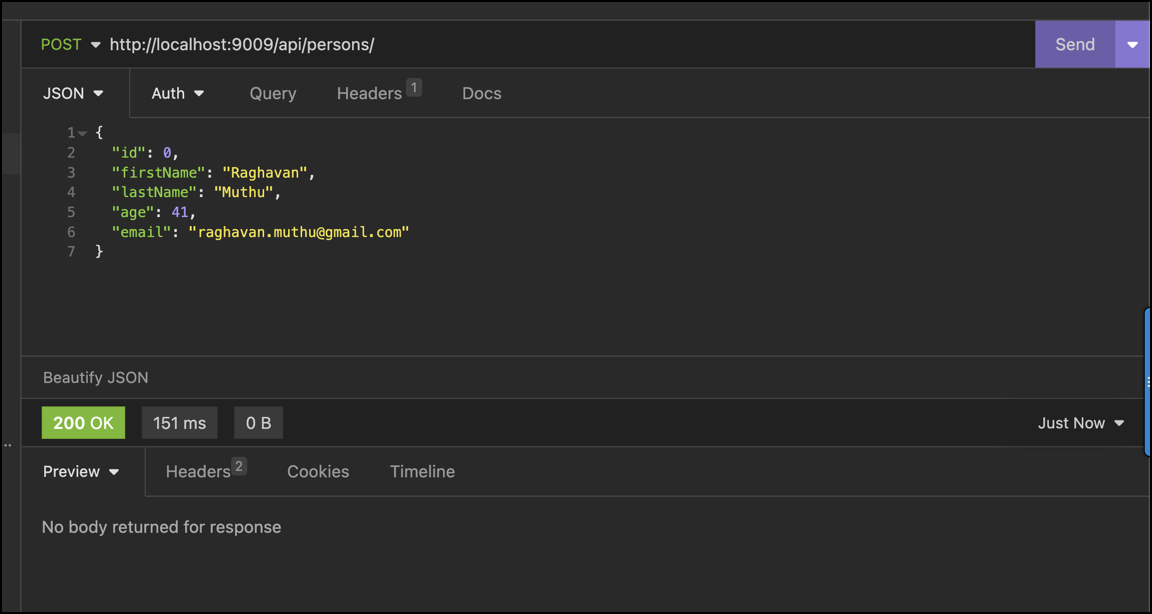 POST http://localhost:9009/api/persons/ Send
JSON Auth Query Headers 1 Docs
1 {
2 "id": 0,
3 "firstName": "Raghavan",
4 "lastName": "Muthu",
5 "age": 41,
6 "email": "raghavan.muthu@gmail.com"
7 }
Beautify JSON
200 OK 151 ms 0 B Just Now
Preview Headers 2 Cookies Timeline
No body returned for response